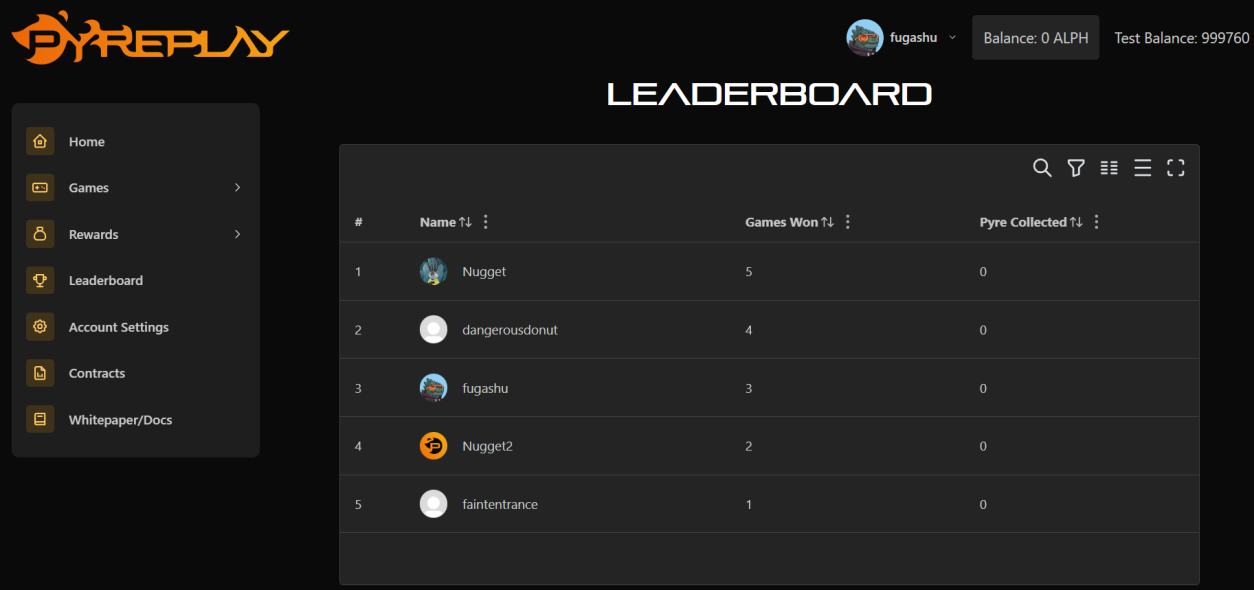 PYREPLAY
fugashu
Balance: 0 ALPH
Test Balance: 999760
LEADERBOARD
Home
Games
Rewards
Leaderboard
Account Settings
Contracts
Whitepaper/Docs
# Name Games Won Pyre Collected
1 Nugget 5 0
2 dangerousdonut 4 0
3 fugashu 3 0
4 Nugget2 2 0
5 faintentrance 1 0